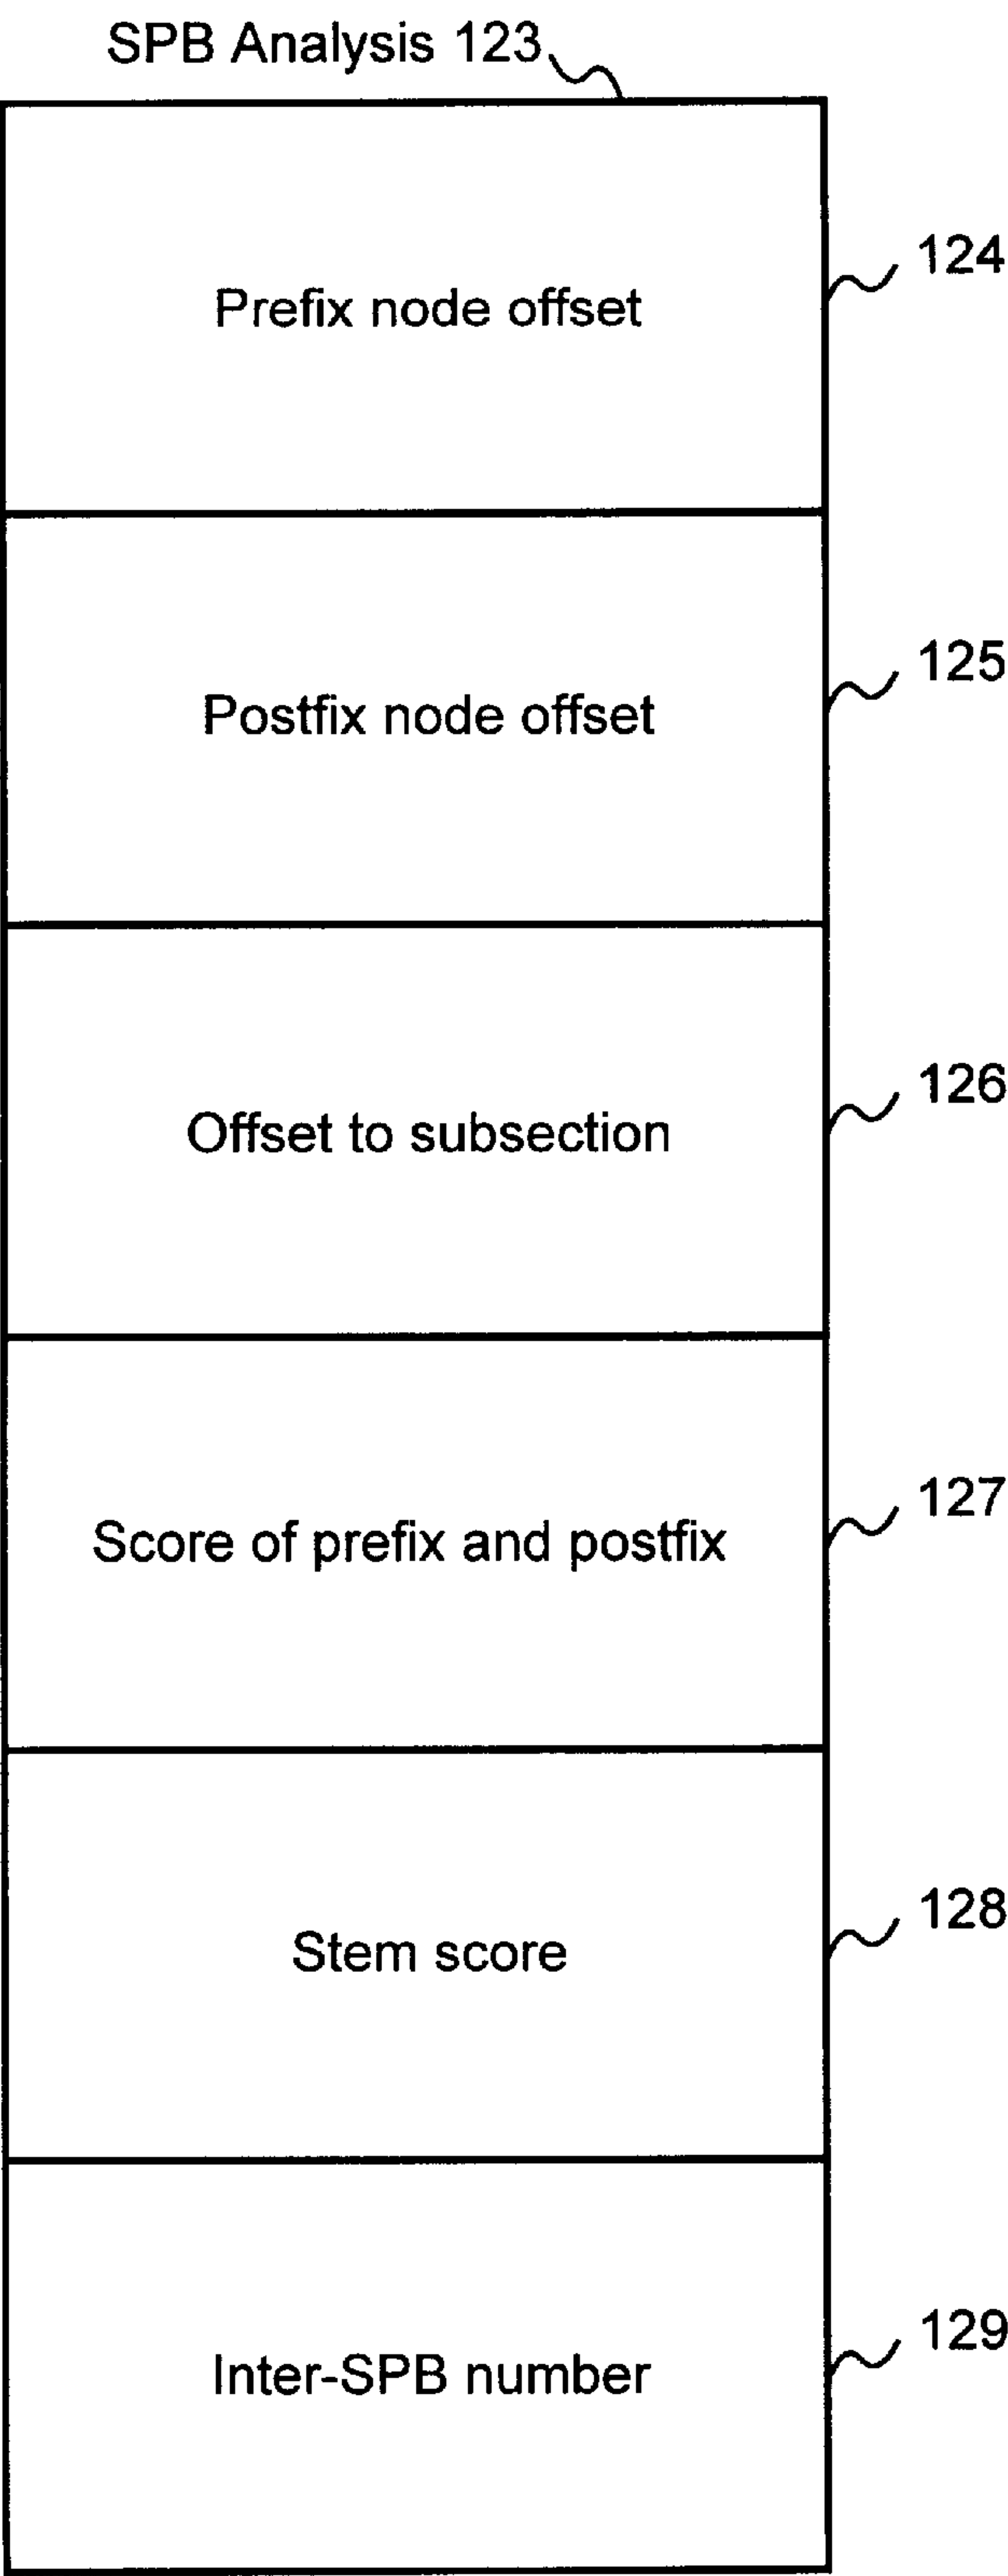 SPB Analysis 123
Prefix node offset
124
Postfix node offset
125
Offset to subsection
126
Score of prefix and postfix
127
Stem score
128
Inter-SPB number
129